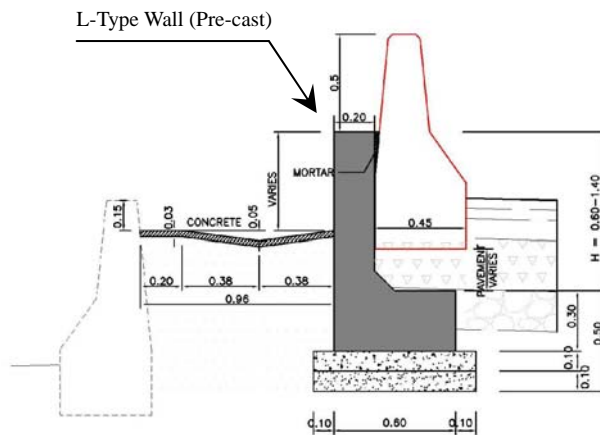 L-Type Wall (Pre-cast)
0.5
0.20
VARIES
MORTAR
0.15
0.03
CONCRETE
0.05
0.45
H = 0.60-1.40
PAVEMENT
VARIES
0.20
0.38
0.38
0.96
0.30
0.50
0.10
0.10
0.10
0.60
0.10